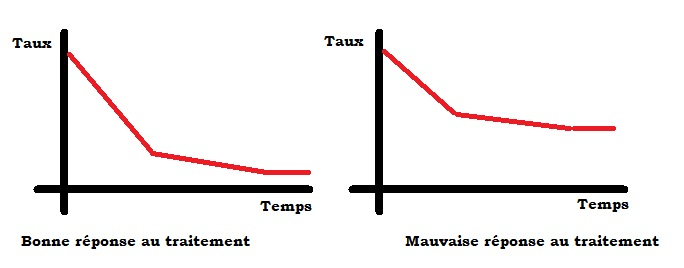 Taux
Temps
Bonne réponse au traitement
Taux
Temps
Mauvaise réponse au traitement